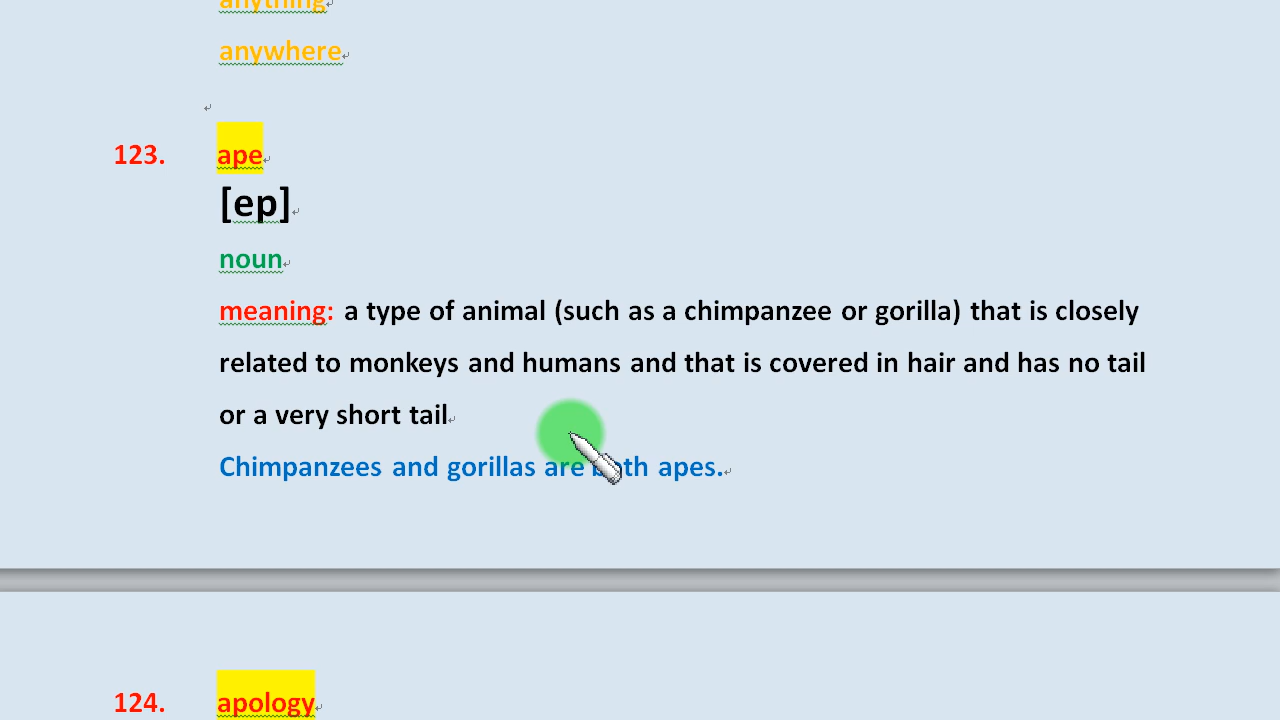 anything
anywhere
123. ape
[ep]
noun
meaning: a type of animal (such as a chimpanzee or gorilla) that is closely
related to monkeys and humans and that is covered in hair and has no tail
or a very short tail
Chimpanzees and gorillas are both apes.
124. apology